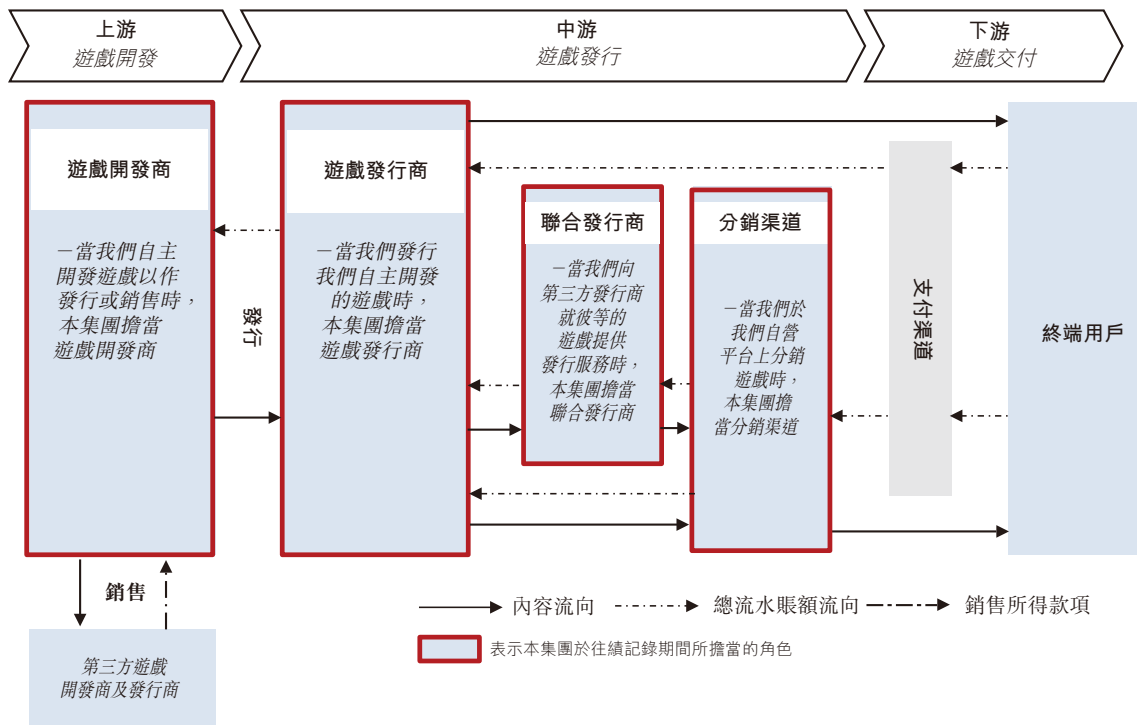 上游
遊戲開發
中游
遊戲發行
下游
遊戲交付
遊戲開發商
－當我們自主
開發遊戲以作
發行或銷售時，
本集團擔當
遊戲開發商
發行
遊戲發行商
－當我們發行
我們自主開發
的遊戲時，
本集團擔當
遊戲發行商
聯合發行商
－當我們向
第三方發行商
就彼等的
遊戲提供
發行服務時，
本集團擔當
聯合發行商
分銷渠道
－當我們於
我們自營
平台上分銷
遊戲時，
本集團擔
當分銷渠道
支付渠道
終端用戶
銷售
第三方遊戲
開發商及發行商
內容流向
總流水賬額流向
銷售所得款項
表示本集團於往績記錄期間所擔當的角色